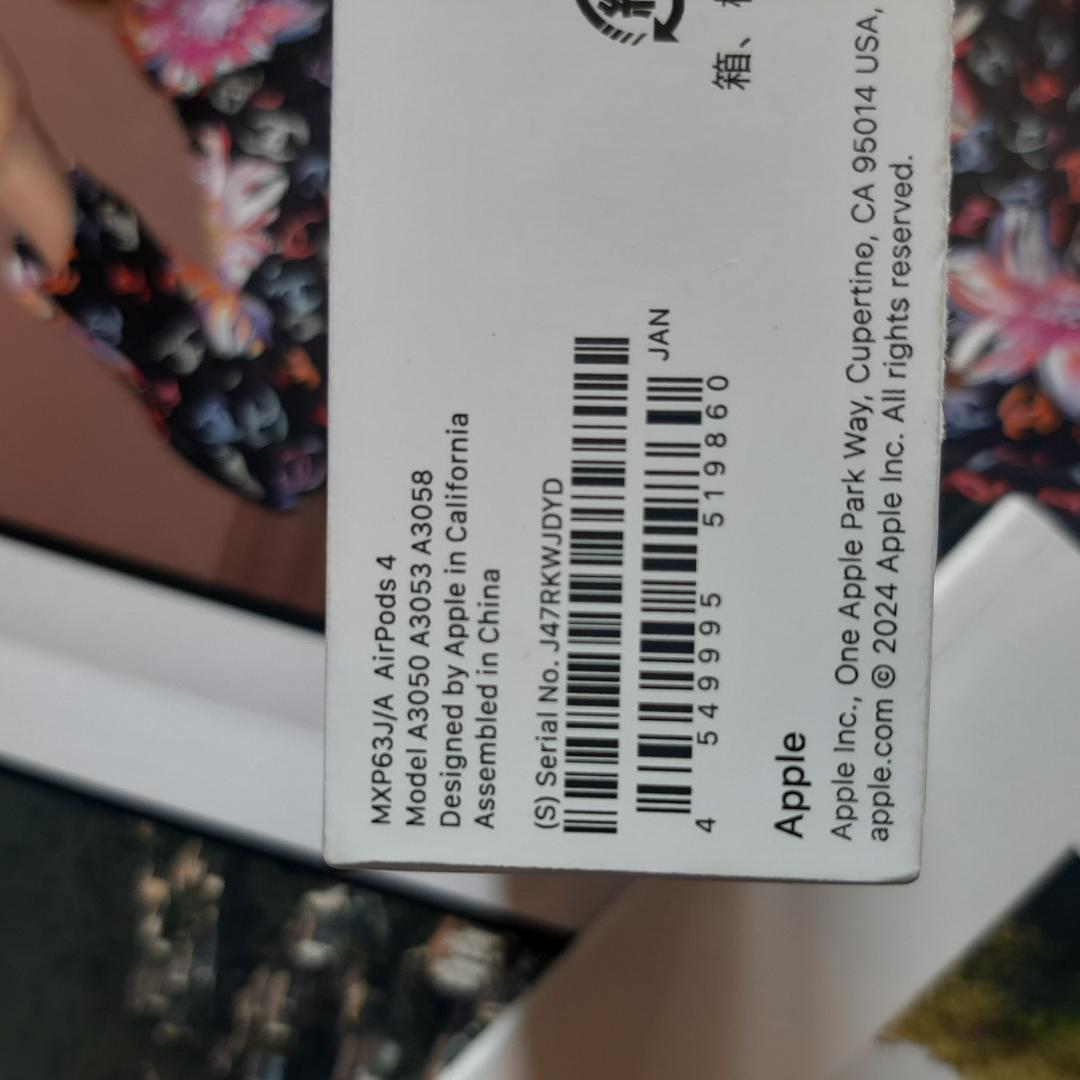 MXP63J/A AirPods 4
Model A3050 A3053 A3058
Designed by Apple in California
Assembled in China
(S) Serial No. J47RKWJDYD
JAN
4 549995 519860
箱、
Apple
Apple Inc., One Apple Park Way, Cupertino, CA 95014 USA,
apple.com © 2024 Apple Inc. All rights reserved.